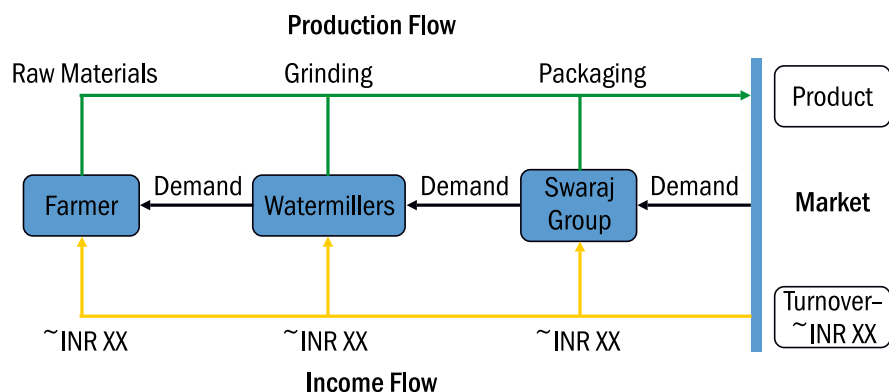 Production Flow
Raw Materials
Grinding
Packaging
Product
Demand
Demand
Demand
Farmer
Watermillers
Swaraj
Group
Market
Turnover–
~INR XX
~INR XX
~INR XX
~INR XX
Income Flow